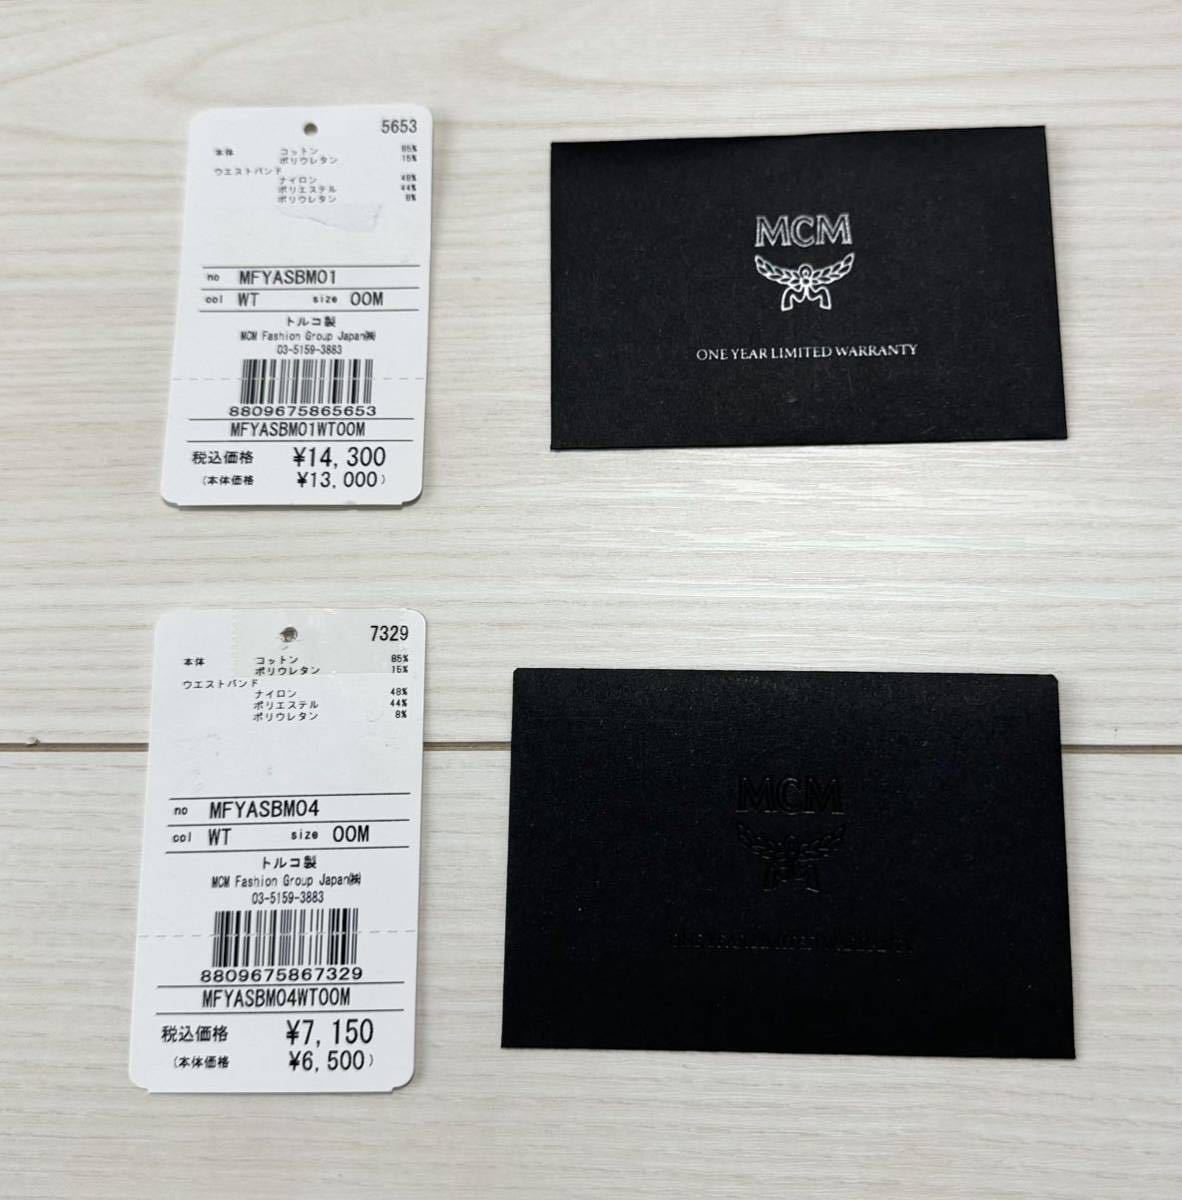 5653
本体 コットン 85%
ポリウレタン 15%
ウエストバンド
ナイロン 48%
ポリエステル 44%
ポリウレタン 8%
no MFYASBM01
col WT size 00M
トルコ製
MCM Fashion Group Japan㈱
03-5159-3883
8809675865653
MFYASBM01WT00M
税込価格 ¥14,300
(本体価格 ¥13,000)
MCM
ONE YEAR LIMITED WARRANTY
7329
本体 コットン 85%
ポリウレタン 15%
ウエストバンド
ナイロン 48%
ポリエステル 44%
ポリウレタン 8%
no MFYASBM04
col WT size 00M
トルコ製
MCM Fashion Group Japan㈱
03-5159-3883
8809675867329
MFYASBM04WT00M
税込価格 ¥7,150
(本体価格 ¥6,500)
MCM
ONE YEAR LIMITED WARRANTY